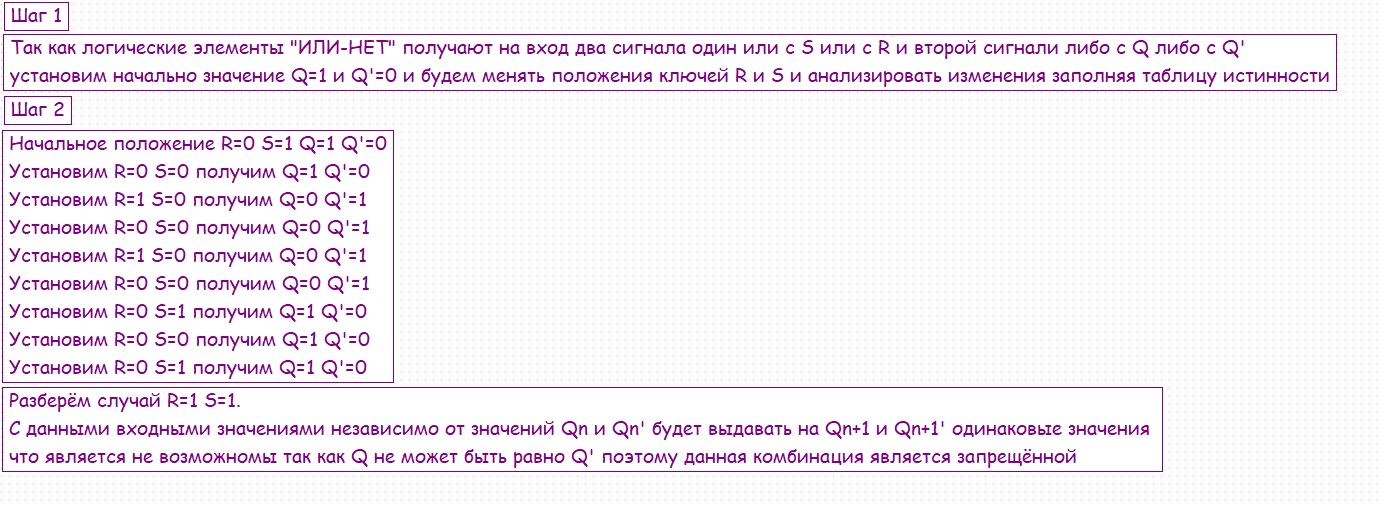 Шаг 1
Так как логические элементы "ИЛИ-НЕТ" получают на вход два сигнала один или с S или с R и второй сигнали либо с Q либо с Q'
установим начально значение Q=1 и Q'=0 и будем менять положения ключей R и S и анализировать изменения заполняя таблицу истинности
Шаг 2
Начальное положение R=0 S=1 Q=1 Q'=0
Установим R=0 S=0 получим Q=1 Q'=0
Установим R=1 S=0 получим Q=0 Q'=1
Установим R=0 S=0 получим Q=0 Q'=1
Установим R=1 S=0 получим Q=0 Q'=1
Установим R=0 S=0 получим Q=0 Q'=1
Установим R=0 S=1 получим Q=1 Q'=0
Установим R=0 S=0 получим Q=1 Q'=0
Установим R=0 S=1 получим Q=1 Q'=0
Разберём случай R=1 S=1.
С данными входными значениями независимо от значений Qn и Qn' будет выдавать на Qn+1 и Qn+1' одинаковые значения
что является не возможномы так как Q не может быть равно Q' поэтому данная комбинация является запрещённой